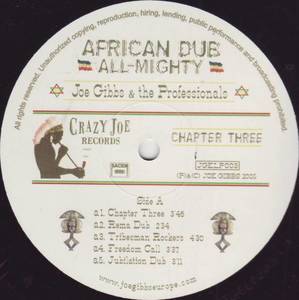 All rights reserved. Unauthorized copying, reproduction, hiring, lending, public performance and broadcasting prohibited.
AFRICAN DUB
ALL-MIGHTY
Joe Gibbs & the Professionals
CRAZY JOE
RECORDS
SACEM
CHAPTER THREE
JGELP003
(P)&(C) JOE GIBBS 2005
Side A
a1. Chapter Three 3:46
a2. Rema Dub 2:34
a3. Tribesman Rockers 4:30
a4. Freedom Call 3:37
a5. Jubilation Dub 3:11
www.joegibbseurope.com